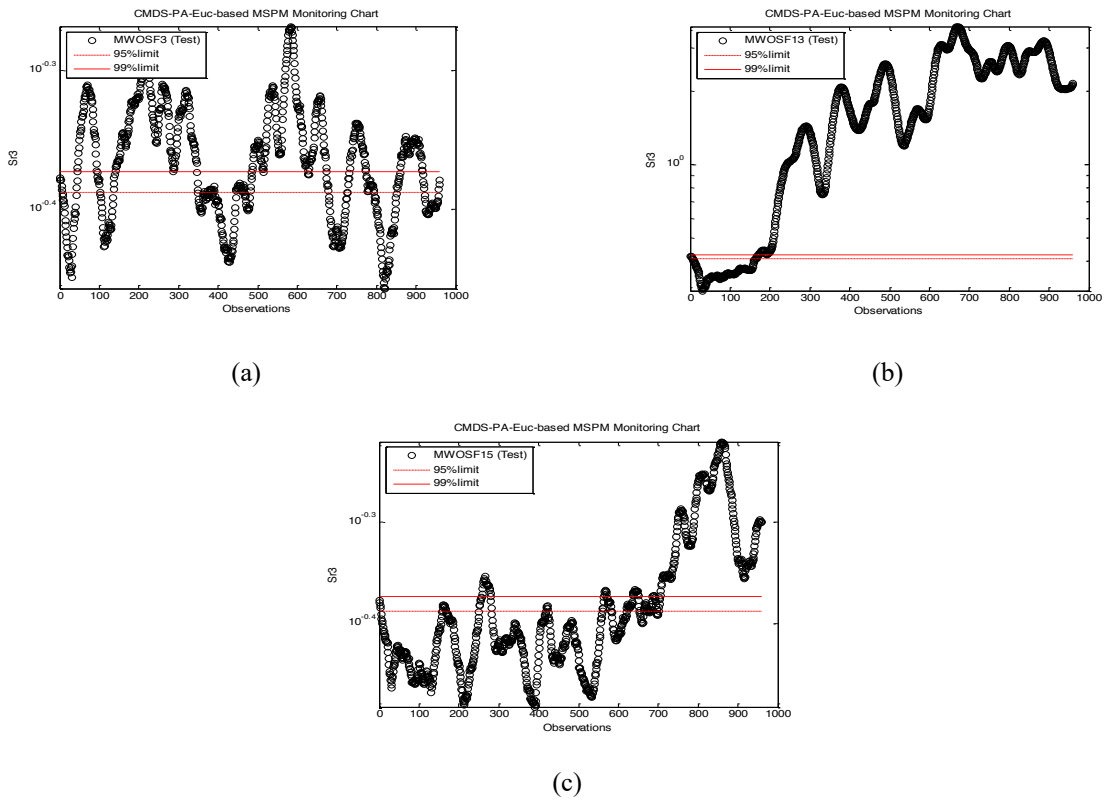 CMDS-PA-Euc-based MSPM Monitoring Chart
MWOSF3 (Test)
95%limit
99%limit
10^-0.3
10^-0.4
Sr3
0 100 200 300 400 500 600 700 800 900 1000
Observations
(a)
CMDS-PA-Euc-based MSPM Monitoring Chart
MWOSF13 (Test)
95%limit
99%limit
10^0
Sr3
0 100 200 300 400 500 600 700 800 900 1000
Observations
(b)
CMDS-PA-Euc-based MSPM Monitoring Chart
MWOSF15 (Test)
95%limit
99%limit
10^-0.3
10^-0.4
Sr3
0 100 200 300 400 500 600 700 800 900 1000
Observations
(c)